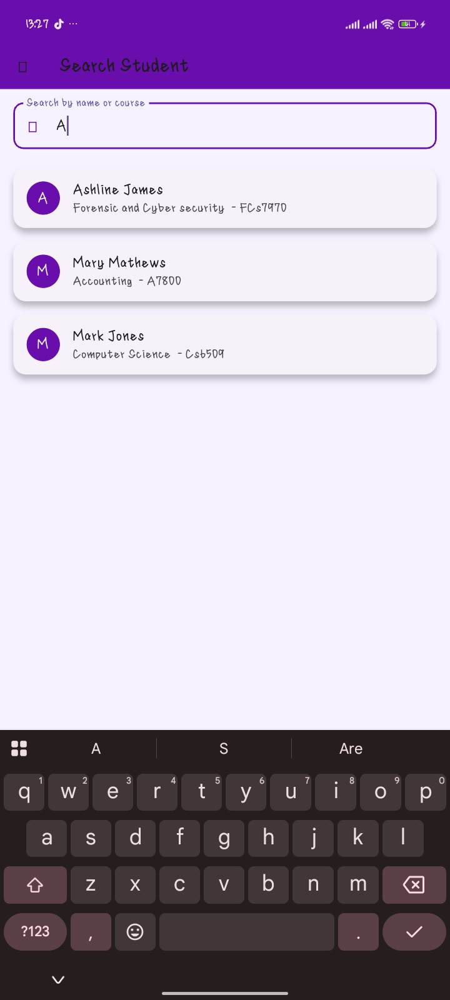 13:27 ...
Search Student
Search by name or course
A
A
Ashline James
Forensic and Cyber security - FCs7970
M
Mary Mathews
Accounting - A7800
M
Mark Jones
Computer Science - Cs6509
A S Are
q 1 w 2 e 3 r 4 t 5 y 6 u 7 i 8 o 9 p 0
a s d f g h j k l
z x c v b n m
?123 , .